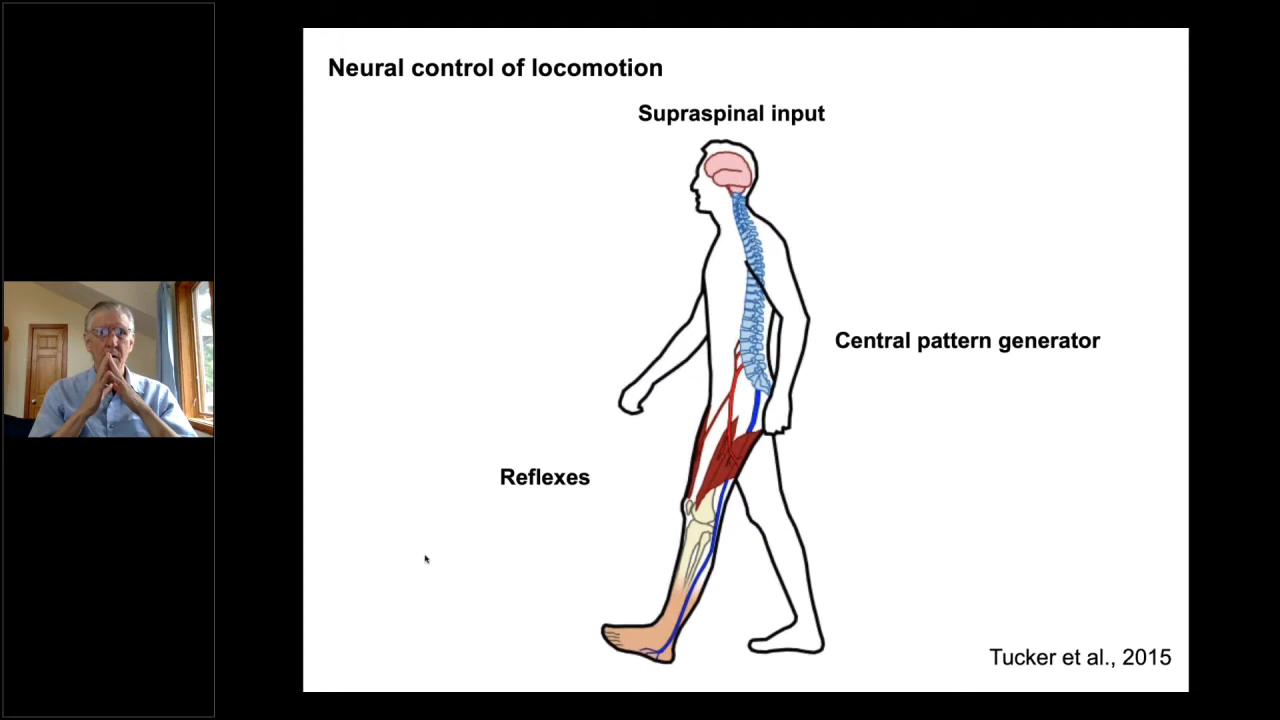 Neural control of locomotion
Supraspinal input
Central pattern generator
Reflexes
Tucker et al., 2015